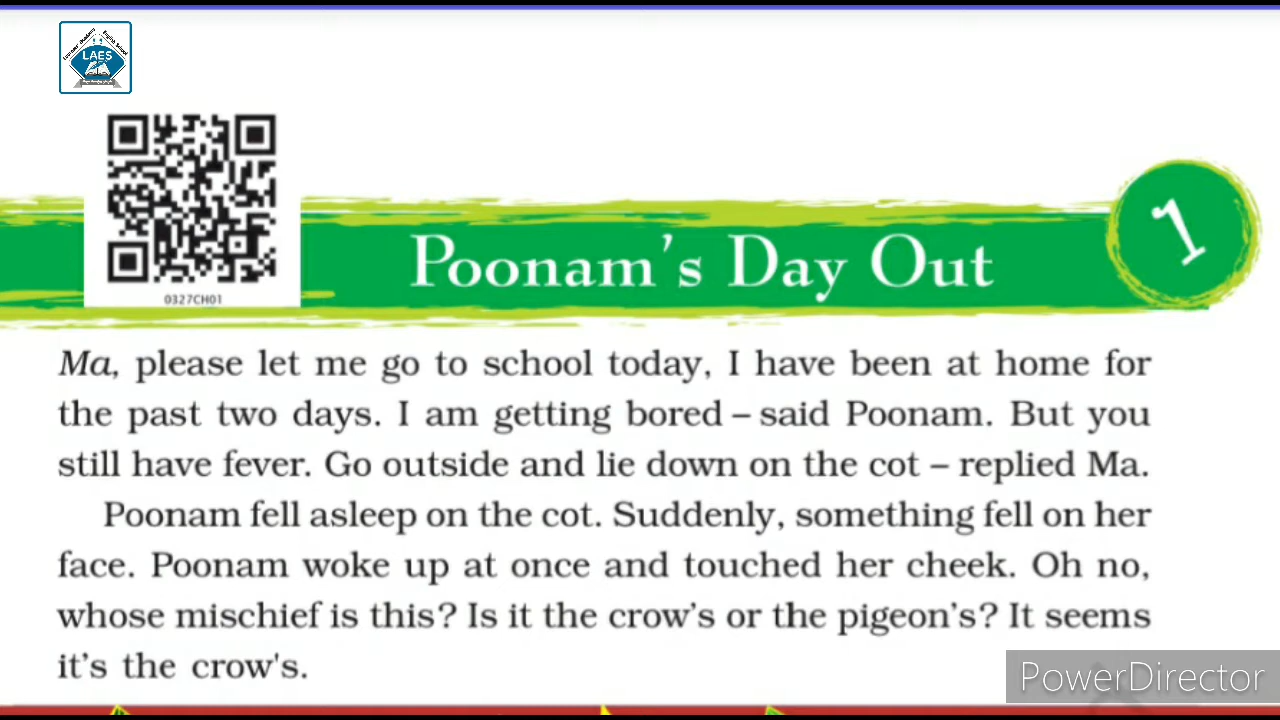 LAES
0327CH01
Poonam's Day Out
1
Ma, please let me go to school today, I have been at home for
the past two days. I am getting bored – said Poonam. But you
still have fever. Go outside and lie down on the cot – replied Ma.
Poonam fell asleep on the cot. Suddenly, something fell on her
face. Poonam woke up at once and touched her cheek. Oh no,
whose mischief is this? Is it the crow's or the pigeon's? It seems
it's the crow's.
PowerDirector